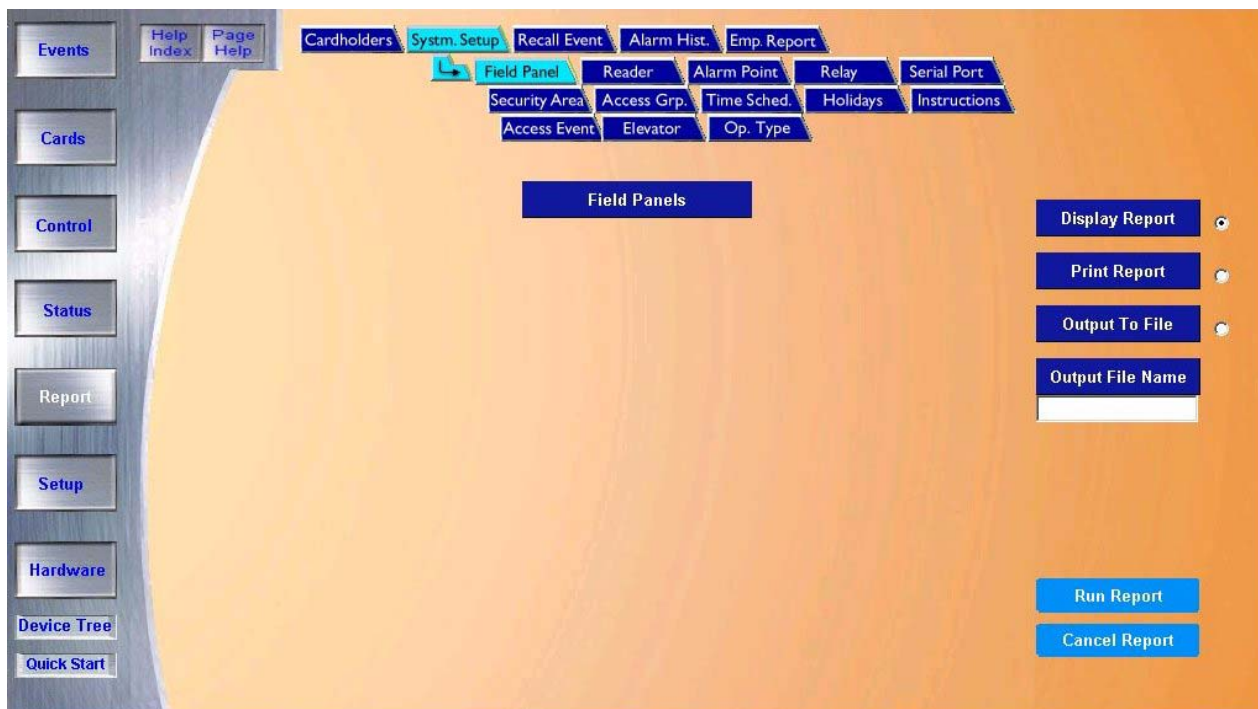 Events
Help Index
Page Help
Cardholders Systm. Setup Recall Event Alarm Hist. Emp. Report
Field Panel Reader Alarm Point Relay Serial Port
Security Area Access Grp. Time Sched. Holidays Instructions
Access Event Elevator Op. Type
Cards
Control
Status
Report
Setup
Hardware
Device Tree
Quick Start
Field Panels
Display Report
Print Report
Output To File
Output File Name
Run Report
Cancel Report